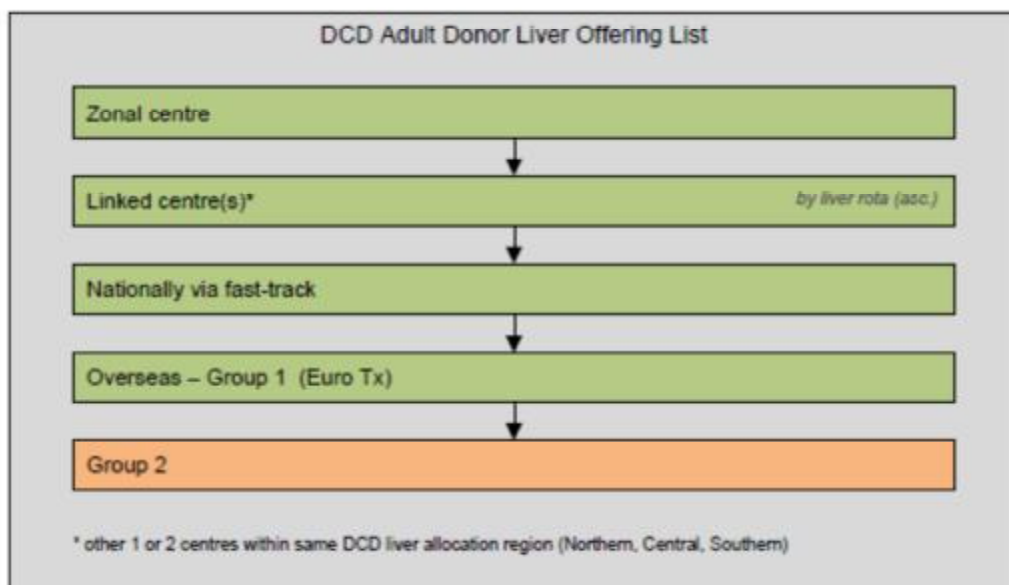 DCD Adult Donor Liver Offering List
Zonal centre
Linked centre(s)*
by liver rota (asc.)
Nationally via fast-track
Overseas – Group 1 (Euro Tx)
Group 2
* other 1 or 2 centres within same DCD liver allocation region (Northern, Central, Southern)